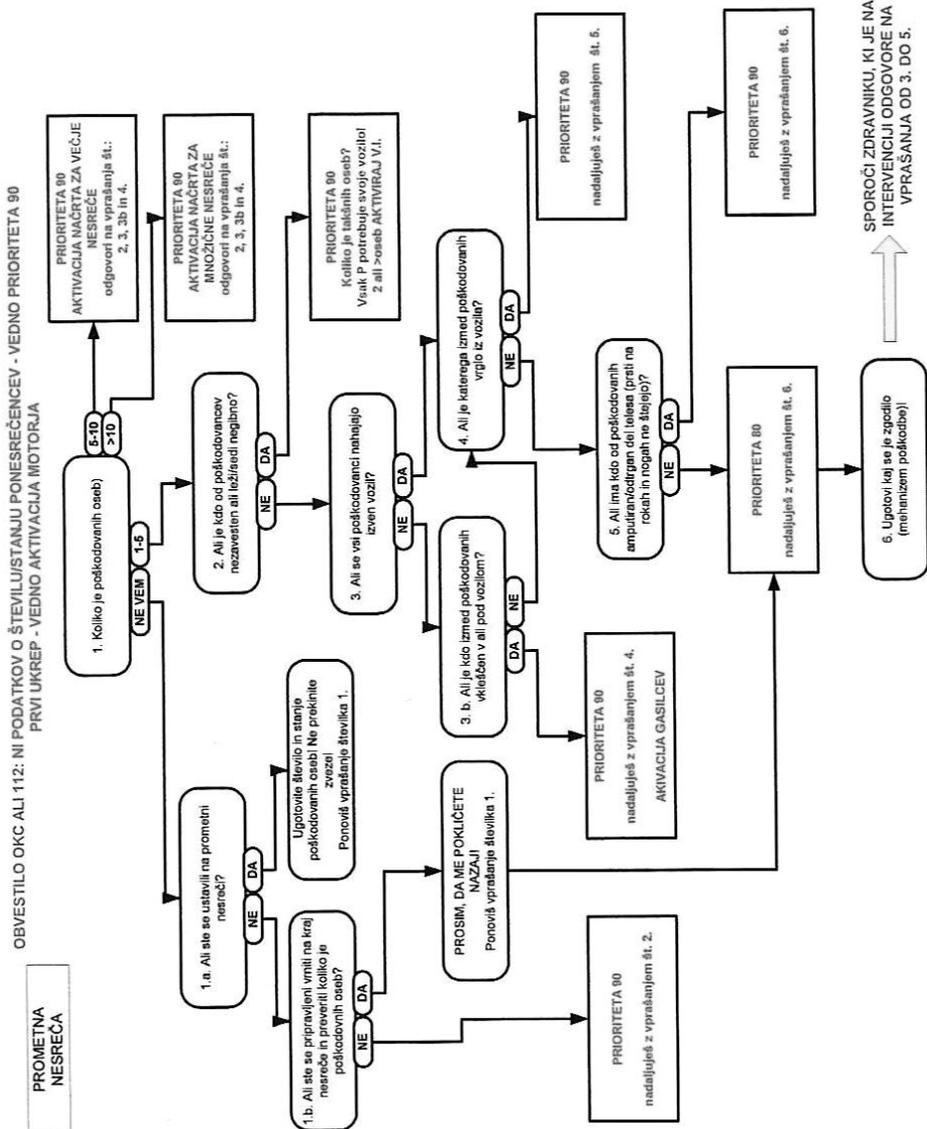 PROMETNA
NESREČA
OBVESTILO OKC ALI 112: NI PODATKOV O ŠTEVILU/STANJU PONESREČENCEV - VEDNO PRIORITETA 90
PRVI UKREP - VEDNO AKTIVACIJA MOTORJA
1. Koliko je poškodovanih oseb)
NE VEM
1-5
5-10
>10
PRIORITETA 90
AKTIVACIJA NAČRTA ZA VEČJE
NESREČE
odgovori na vprašanja št.:
2, 3, 3b in 4.
PRIORITETA 90
AKTIVACIJA NAČRTA ZA
MNOŽIČNE NESREČE
odgovori na vprašanja št.:
2, 3, 3b in 4.
1.a. Ali ste se ustavili na prometni
nesreči?
NE
DA
Ugotovite število in stanje
poškodovanih oseb! Ne prekinite
zveze!
Ponoviš vprašanje številka 1.
2. Ali je kdo od poškodovancev
nezavesten ali leži/sedi negibno?
NE
DA
PRIORITETA 90
Koliko je takšnih oseb?
Vsak P potrebuje svoje vozilo!
2 ali >oseb AKTIVIRAJ V.I.
1.b. Ali ste se pripravljeni vrniti na kraj
nesreče in preveriti koliko je
poškodovnih oseb?
NE
DA
3. Ali se vsi poškodovanci nahajajo
izven vozil?
NE
DA
PROSIM, DA ME POKLIČETE
NAZAJ!
Ponoviš vprašanje številka 1.
3. b. Ali je kdo izmed poškodovanih
vkleščen v ali pod vozilom?
DA
NE
4. Ali je katerega izmed poškodovanih
vrglo iz vozila?
NE
DA
PRIORITETA 90
nadaljuješ z vprašanjem št. 5.
PRIORITETA 90
nadaljuješ z vprašanjem št. 2.
PRIORITETA 90
nadaljuješ z vprašanjem št. 4.
AKIVACIJA GASILCEV
5. Ali ima kdo od poškodovanih
amputiran/odtrgan del telesa (prsti na
rokah in nogah ne štejejo)?
NE
DA
PRIORITETA 90
nadaljuješ z vprašanjem št. 6.
PRIORITETA 80
nadaljuješ z vprašanjem št. 6.
6. Ugotovi kaj se je zgodilo
(mehanizem poškodbe)!
SPOROČI ZDRAVNIKU, KI JE NA
INTERVENCIJI ODGOVORE NA
VPRAŠANJA OD 3. DO 5.